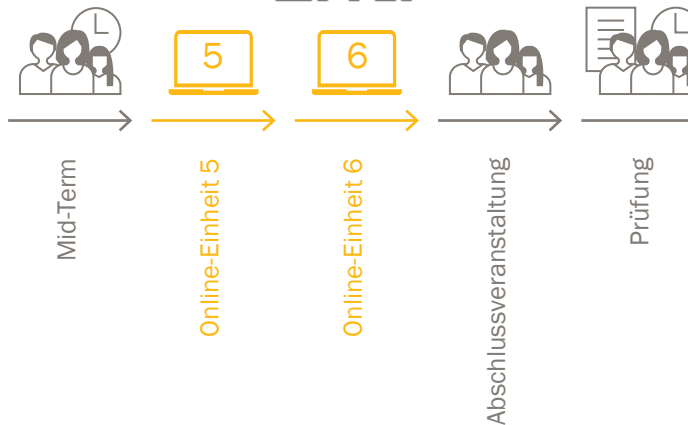 5
6
Mid-Term
Online-Einheit 5
Online-Einheit 6
Abschlussveranstaltung
Prüfung